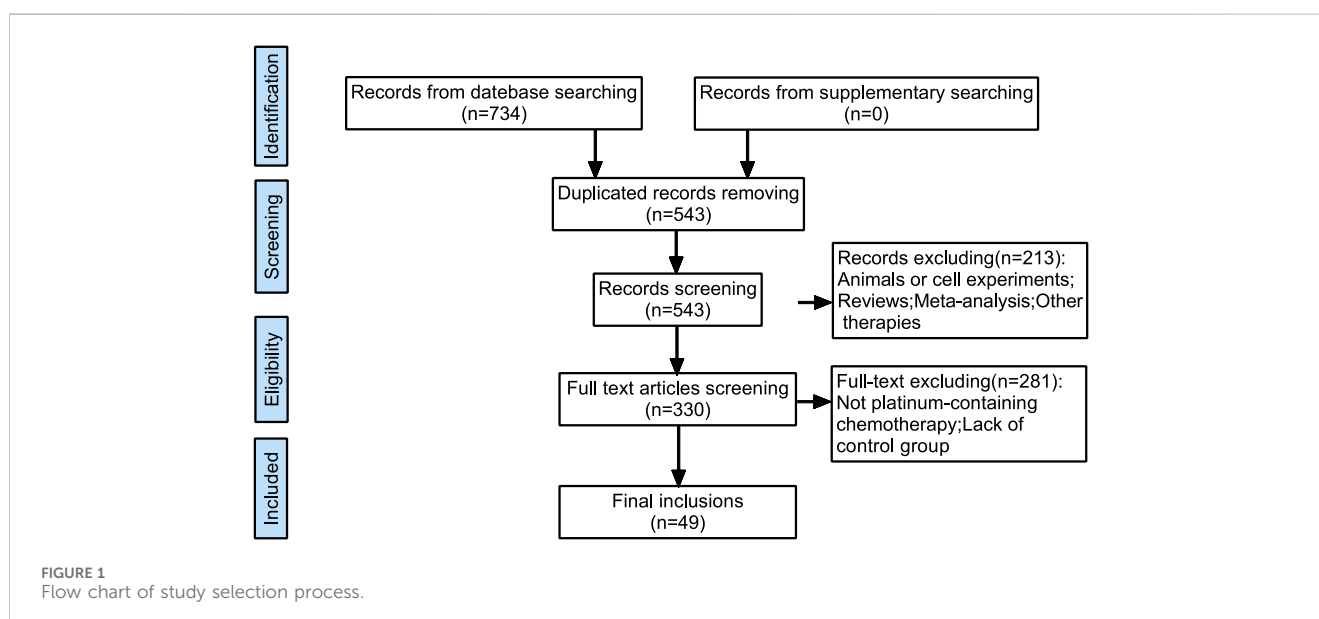 Identification
Records from datebase searching
(n=734)
Records from supplementary searching
(n=0)
Screening
Duplicated records removing
(n=543)
Records screening
(n=543)
Records excluding(n=213):
Animals or cell experiments;
Reviews;Meta-analysis;Other
therapies
Eligibility
Full text articles screening
(n=330)
Full-text excluding(n=281):
Not platinum-containing
chemotherapy;Lack of
control group
Included
Final inclusions
(n=49)
FIGURE 1
Flow chart of study selection process.